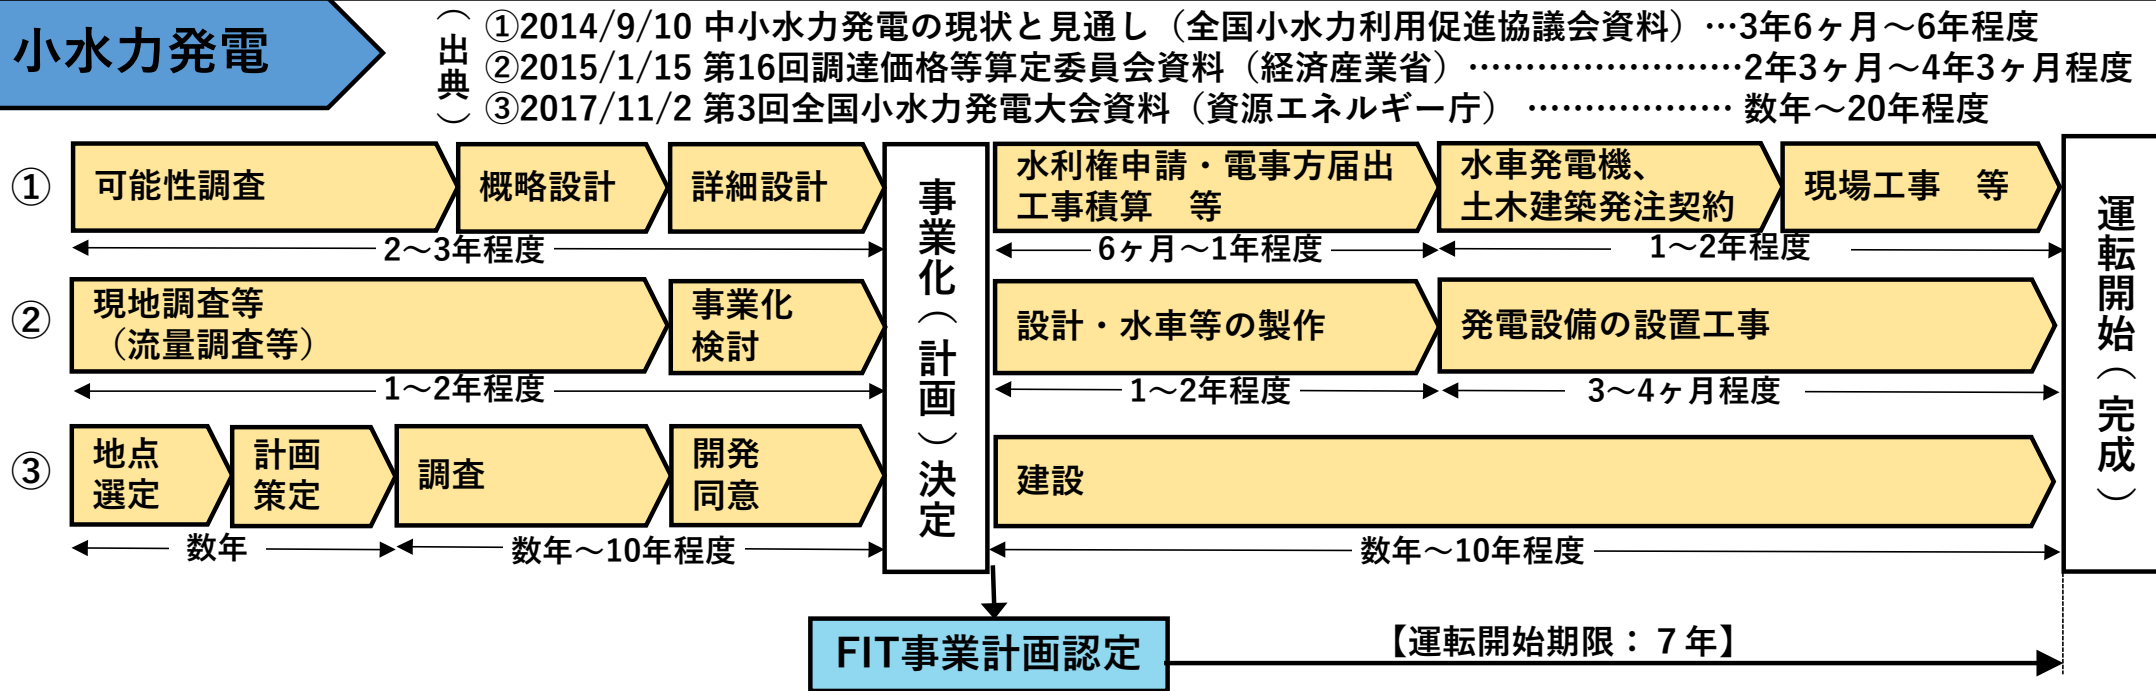 小水力発電
（出典）
①2014/9/10 中小水力発電の現状と見通し（全国小水力利用促進協議会資料）…3年6ヶ月～6年程度
②2015/1/15 第16回調達価格等算定委員会資料（経済産業省）……………………2年3ヶ月～4年3ヶ月程度
③2017/11/2 第3回全国小水力発電大会資料（資源エネルギー庁） ……………… 数年～20年程度
①
可能性調査
概略設計
詳細設計
2～3年程度
水利権申請・電事方届出
工事積算　等
水車発電機、
土木建築発注契約
現場工事　等
6ヶ月～1年程度
1～2年程度
②
現地調査等
（流量調査等）
事業化
検討
1～2年程度
設計・水車等の製作
発電設備の設置工事
1～2年程度
3～4ヶ月程度
③
地点
選定
計画
策定
調査
開発
同意
数年
数年～10年程度
建設
数年～10年程度
事業化（計画）決定
運転開始（完成）
FIT事業計画認定
【運転開始期限：７年】